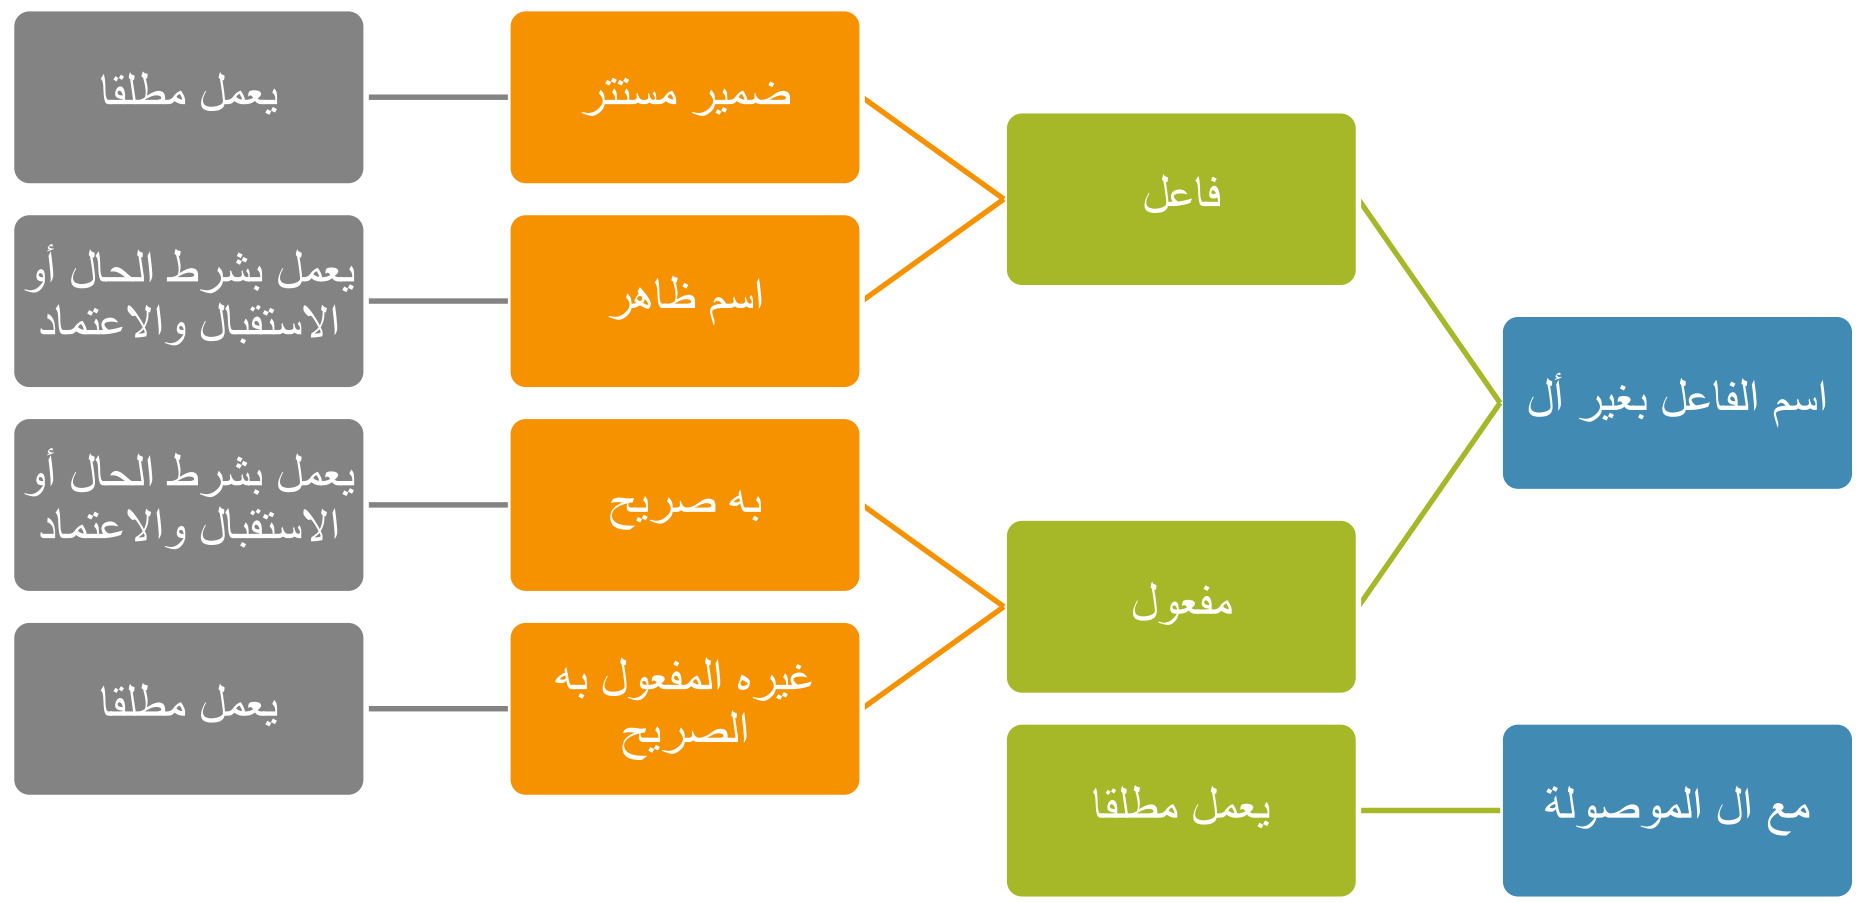 اسم الفاعل بغير أل
فاعل
ضمير مستتر
يعمل مطلقا
اسم ظاهر
يعمل بشرط الحال أو
الاستقبال والاعتماد
مفعول
به صريح
يعمل بشرط الحال أو
الاستقبال والاعتماد
غيره المفعول به
الصريح
يعمل مطلقا
مع ال الموصولة
يعمل مطلقا